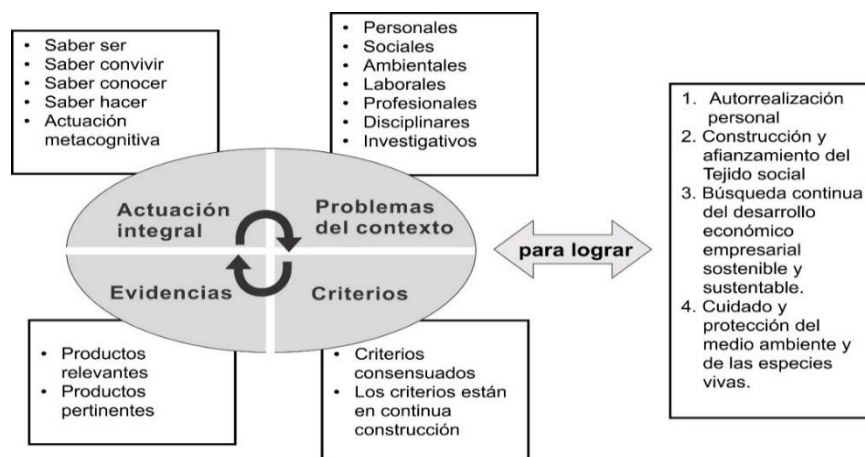 • Saber ser
• Saber convivir
• Saber conocer
• Saber hacer
• Actuación
metacognitiva
• Personales
• Sociales
• Ambientales
• Laborales
• Profesionales
• Disciplinares
• Investigativos
Actuación
integral
Problemas
del contexto
Evidencias
Criterios
• Productos
relevantes
• Productos
pertinentes
• Criterios
consensuados
• Los criterios están
en continua
construcción
para lograr
1. Autorrealización
personal
2. Construcción y
afianzamiento del
Tejido social
3. Búsqueda continua
del desarrollo
económico
empresarial
sostenible y
sustentable.
4. Cuidado y
protección del
medio ambiente y
de las especies
vivas.